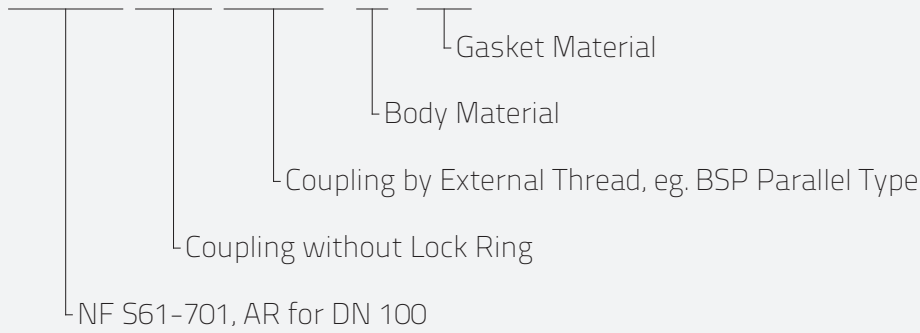 Gasket Material
Body Material
Coupling by External Thread, eg. BSP Parallel Type
Coupling without Lock Ring
NF S61-701, AR for DN 100